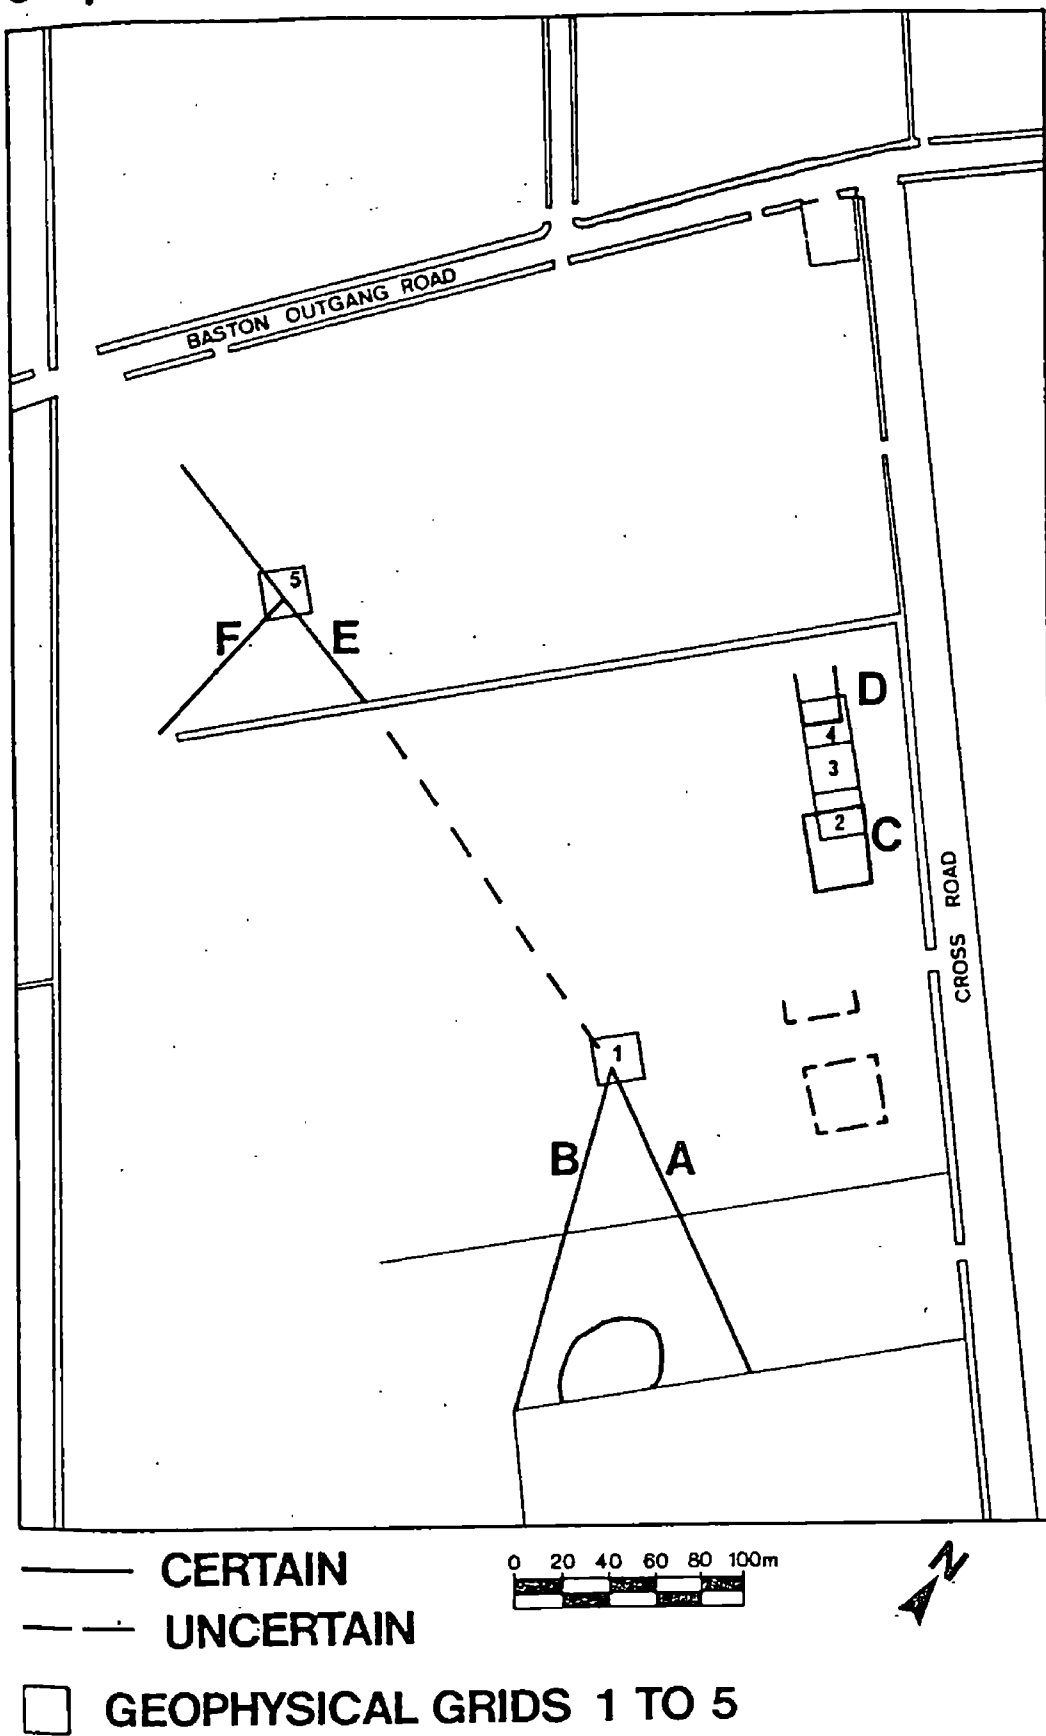 BASTON OUTGANG ROAD
5
F
E
D
4
3
2
C
CROSS ROAD
1
B
A
CERTAIN
0 20 40 60 80 100m
N
UNCERTAIN
GEOPHYSICAL GRIDS 1 TO 5